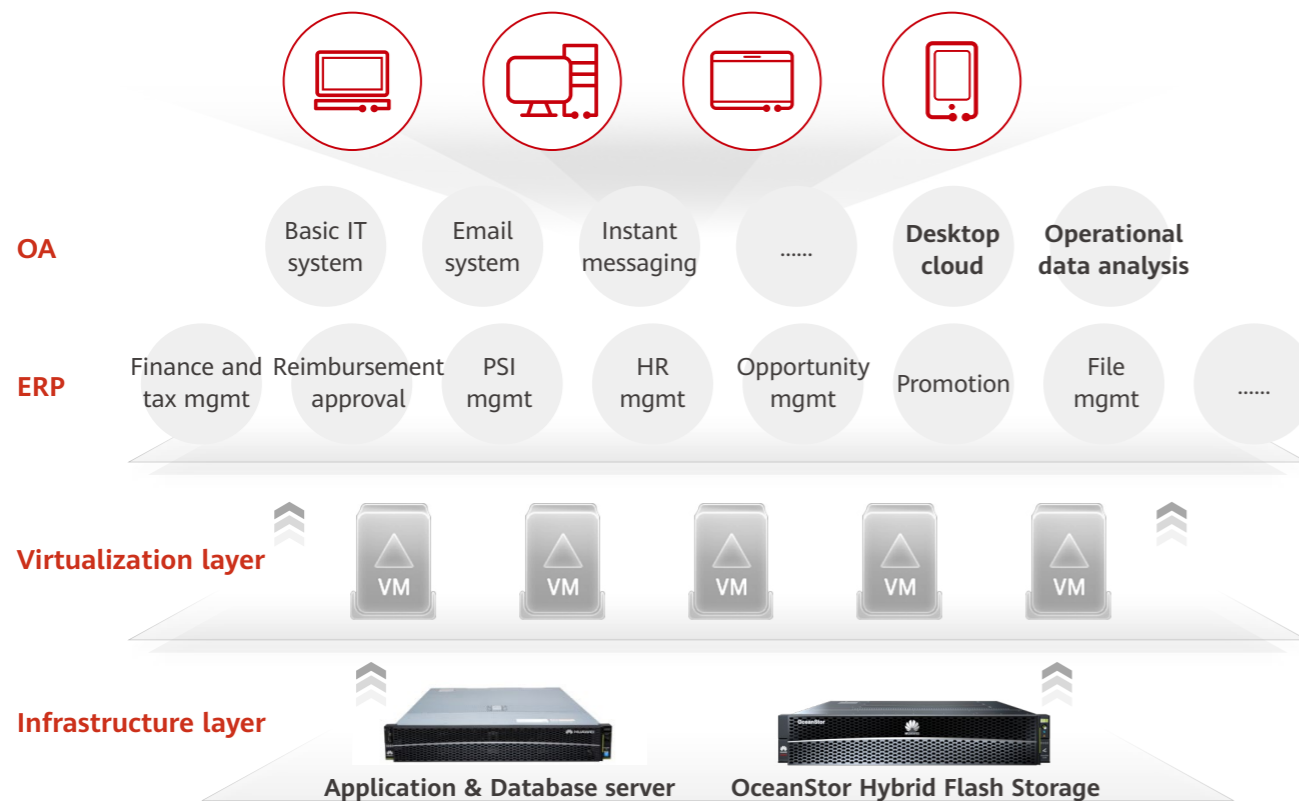 OA
Basic IT
system
Email
system
Instant
messaging
......
Desktop
cloud
Operational
data analysis
ERP
Finance and
tax mgmt
Reimbursement
approval
PSI
mgmt
HR
mgmt
Opportunity
mgmt
Promotion
File
mgmt
......
Virtualization layer
VM
VM
VM
VM
VM
Infrastructure layer
HUAWEI
OceanStor
HUAWEI
Application & Database server
OceanStor Hybrid Flash Storage